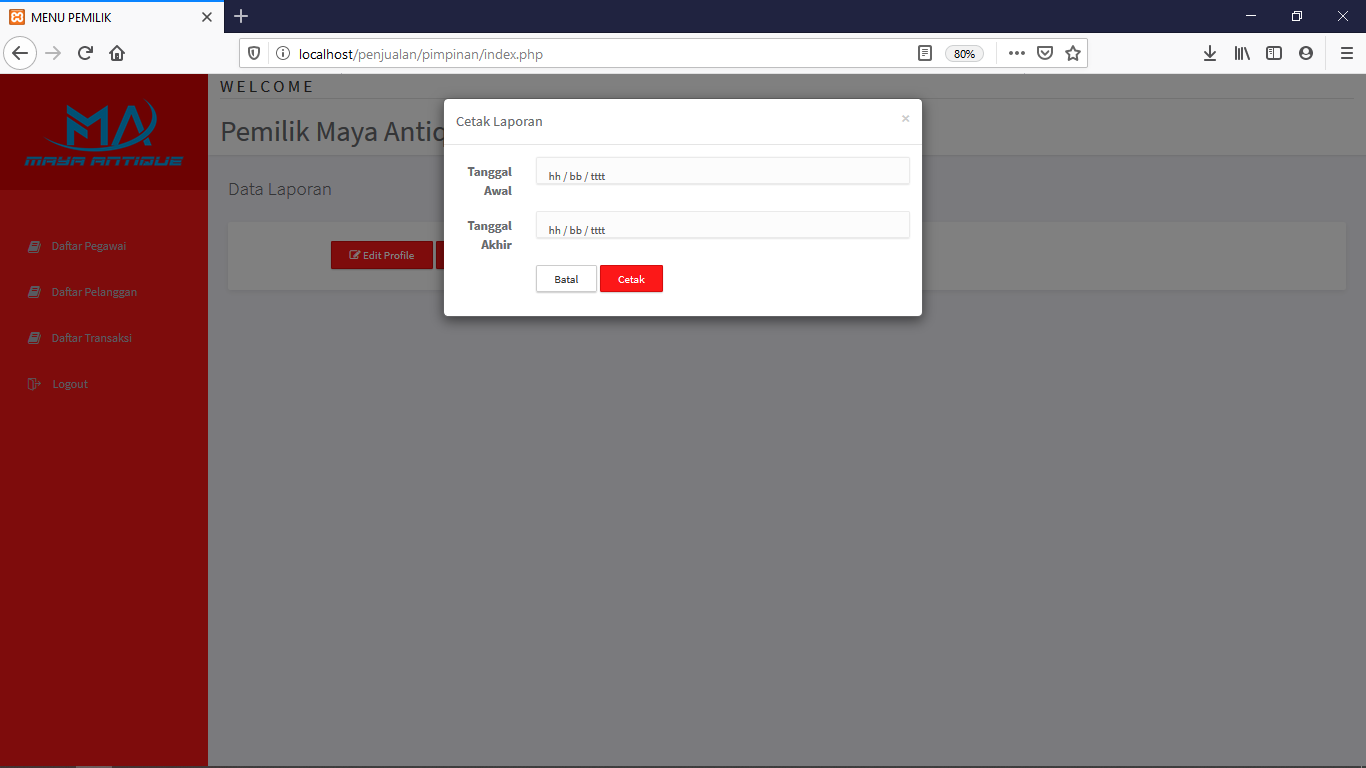 MENU PEMILIK
localhost/penjualan/pimpinan/index.php
80%
MA
MAYA ANTIQUE
WELCOME
Pemilik Maya Antiq
Data Laporan
Daftar Pegawai
Daftar Pelanggan
Daftar Transaksi
Logout
Edit Profile
Cetak Laporan
×
Tanggal
Awal
hh / bb / tttt
Tanggal
Akhir
hh / bb / tttt
Batal
Cetak